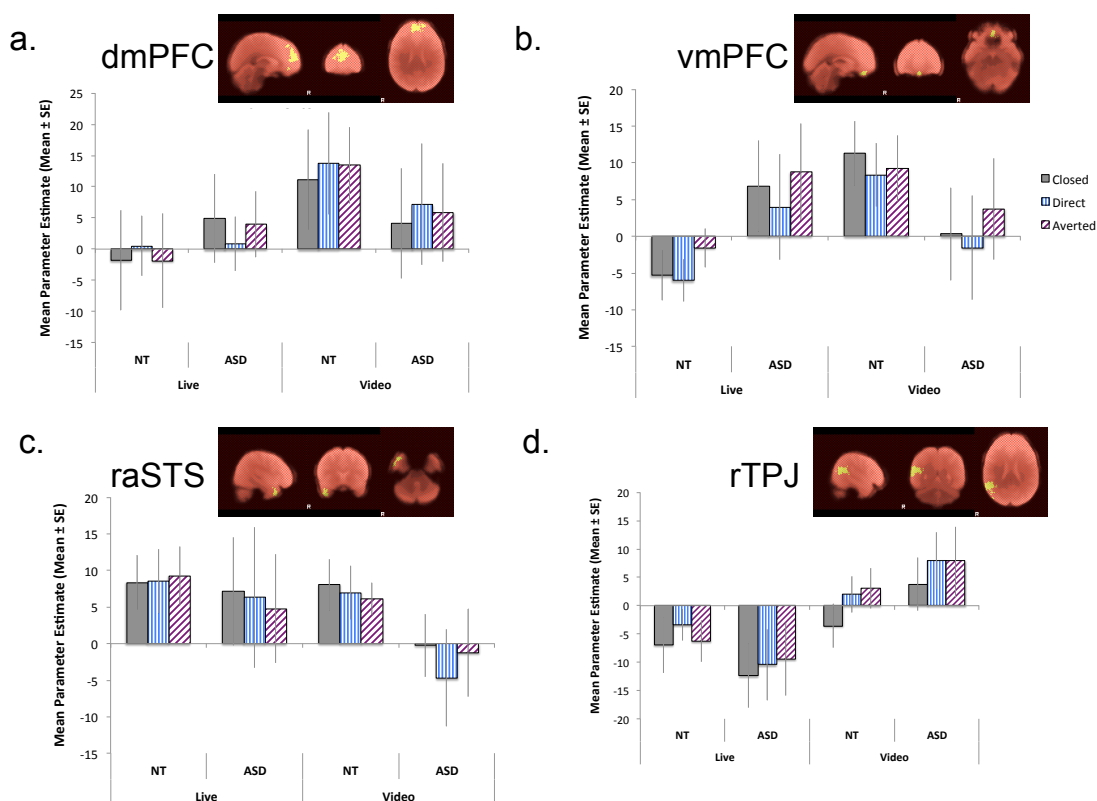 a.
dmPFC
R
R
Mean Parameter Estimate (Mean ± SE)
25
20
15
10
5
0
-5
-10
-15
NT
ASD
NT
ASD
Live
Video
b.
vmPFC
R
R
Mean Parameter Estimate (Mean ± SE)
20
15
10
5
0
-5
-10
-15
NT
ASD
NT
ASD
Live
Video
Closed
Direct
Averted
c.
raSTS
R
R
Mean Parameter Estimate (Mean ± SE)
20
15
10
5
0
-5
-10
-15
NT
ASD
NT
ASD
Live
Video
d.
rTPJ
R
R
Mean Parameter Estimate (Mean ± SE)
20
15
10
5
0
-5
-10
-15
-20
NT
ASD
NT
ASD
Live
Video